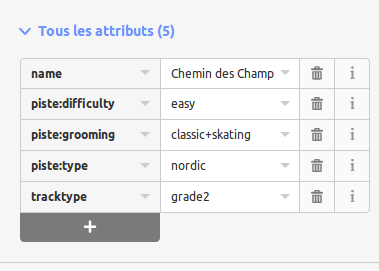 Tous les attributs (5)
name Chemin des Champ
piste:difficulty easy
piste:grooming classic+skating
piste:type nordic
tracktype grade2
+